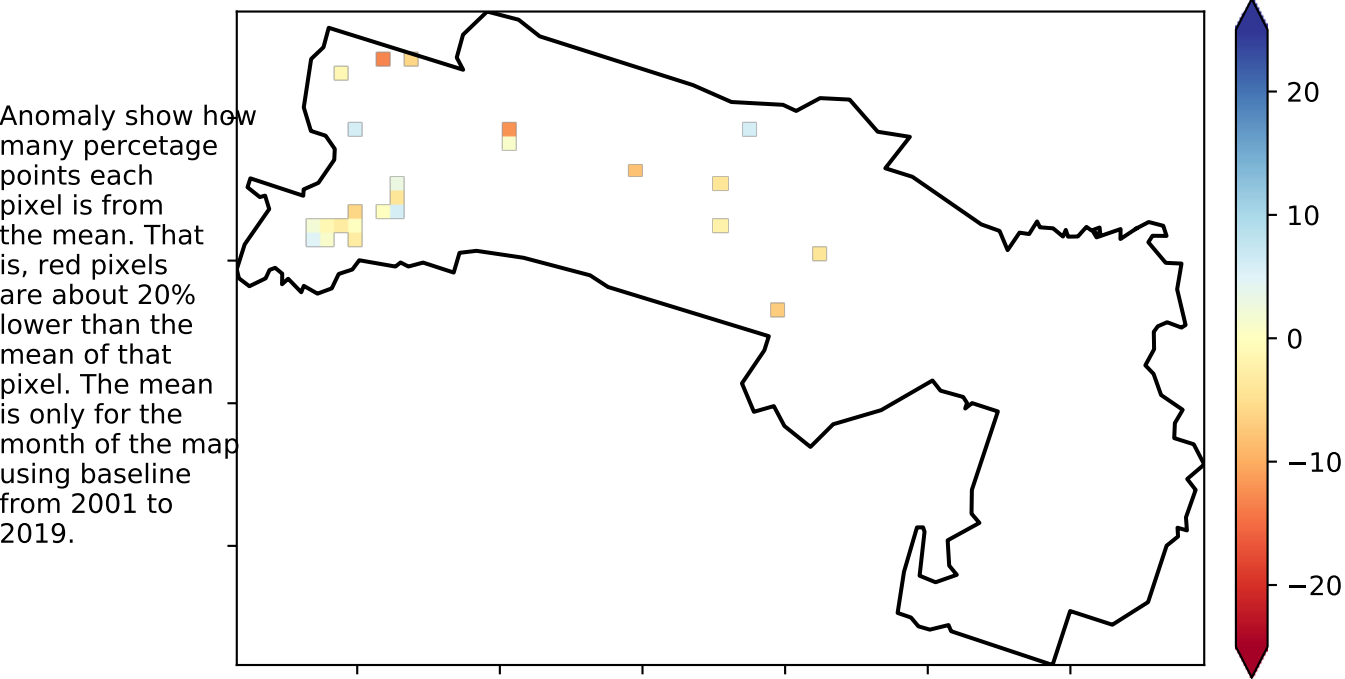 Anomaly show how
many percetage
points each
pixel is from
the mean. That
is, red pixels
are about 20%
lower than the
mean of that
pixel. The mean
is only for the
month of the map
using baseline
from 2001 to
2019.
20
10
0
−10
−20